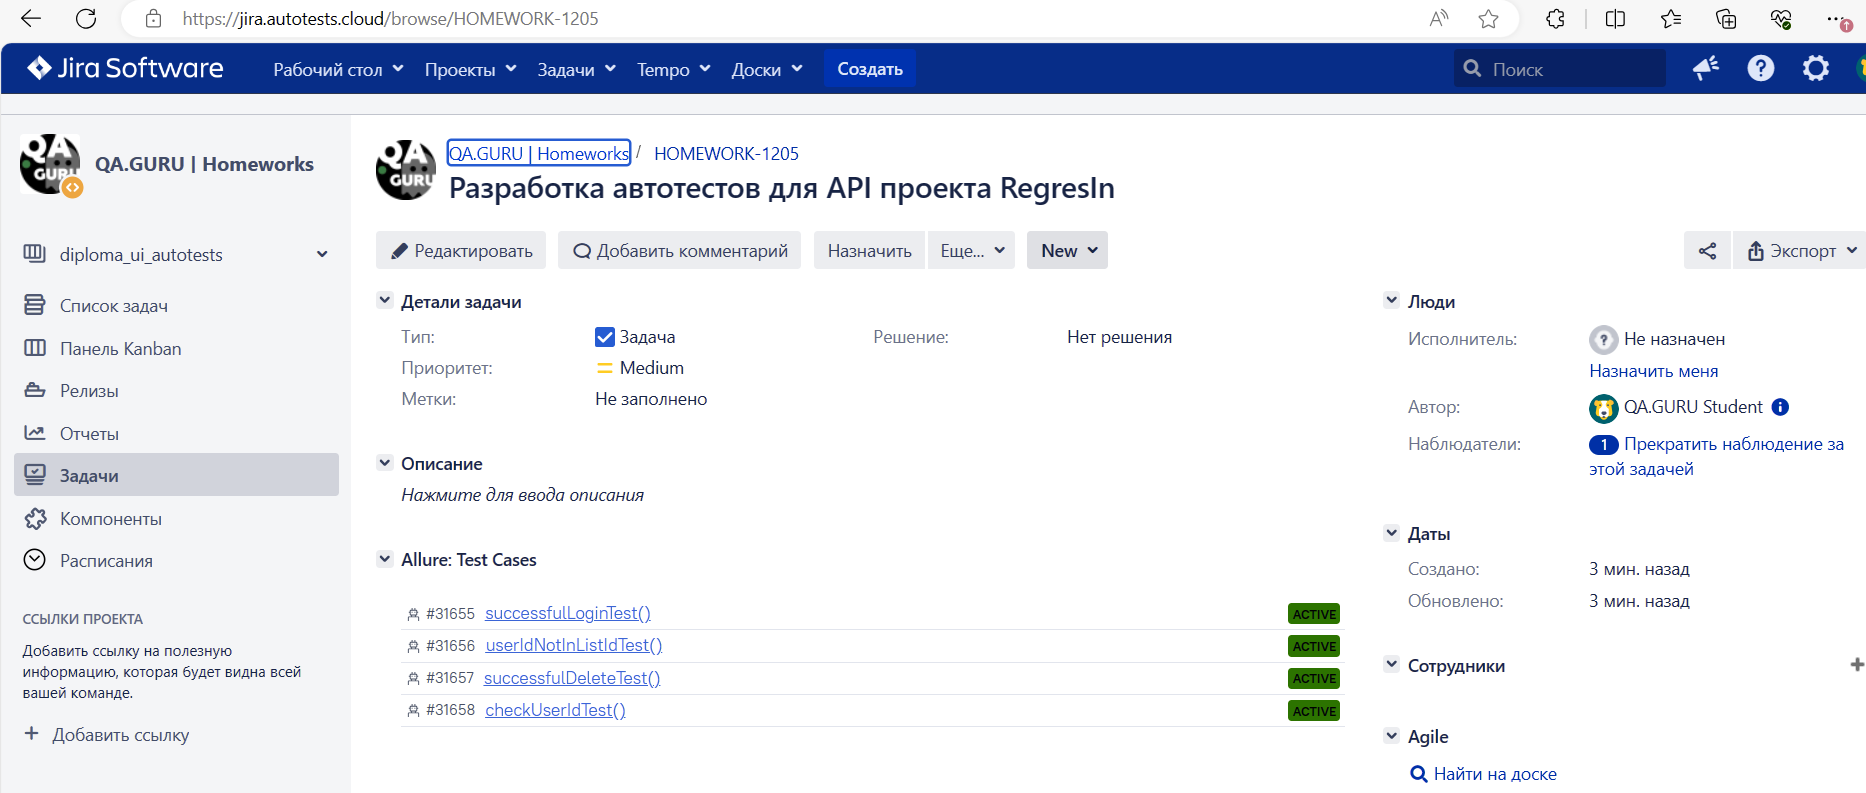 https://jira.autotests.cloud/browse/HOMEWORK-1205
Jira Software
Рабочий стол
Проекты
Задачи
Tempo
Доски
Создать
Поиск
QA GURU
QA.GURU | Homeworks
diploma_ui_autotests
Список задач
Панель Kanban
Релизы
Отчеты
Задачи
Компоненты
Расписания
ССЫЛКИ ПРОЕКТА
Добавить ссылку на полезную
информацию, которая будет видна всей
вашей команде.
+ Добавить ссылку
QA GURU
QA.GURU | Homeworks / HOMEWORK-1205
Разработка автотестов для API проекта RegresIn
Редактировать
Добавить комментарий
Назначить
Еще...
New
Экспорт
Детали задачи
Тип: Задача
Решение: Нет решения
Приоритет: Medium
Метки: Не заполнено
Описание
Нажмите для ввода описания
Allure: Test Cases
#31655 successfulLoginTest() ACTIVE
#31656 userIdNotInListIdTest() ACTIVE
#31657 successfulDeleteTest() ACTIVE
#31658 checkUserIdTest() ACTIVE
Люди
Исполнитель: Не назначен
Назначить меня
Автор: QA.GURU Student
Наблюдатели: 1 Прекратить наблюдение за
этой задачей
Даты
Создано: 3 мин. назад
Обновлено: 3 мин. назад
Сотрудники
Agile
Найти на доске